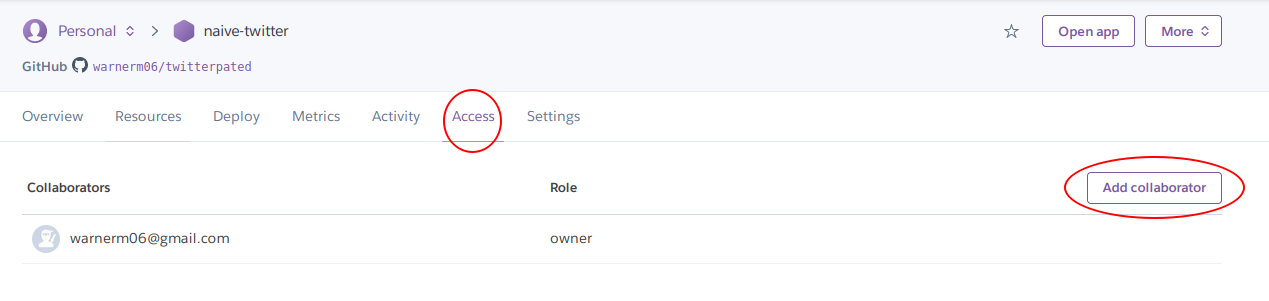 Personal naive-twitter Open app More
GitHub warnerm06/twitterpated
Overview Resources Deploy Metrics Activity Access Settings
Collaborators Role Add collaborator
warnerm06@gmail.com owner